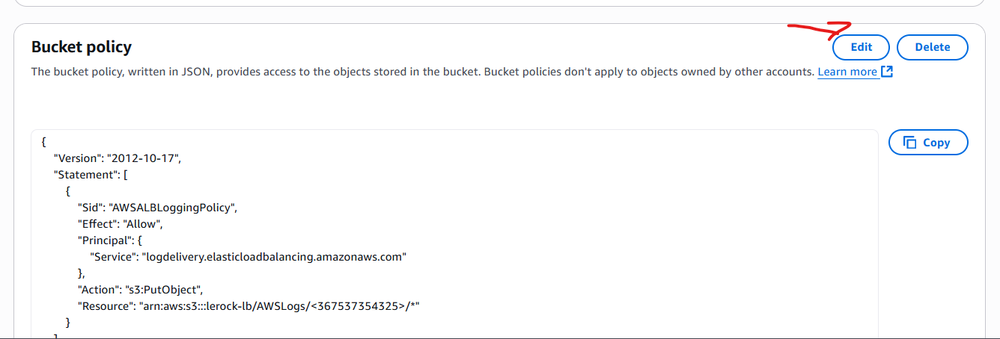 Bucket policy
Edit
Delete
The bucket policy, written in JSON, provides access to the objects stored in the bucket. Bucket policies don't apply to objects owned by other accounts. Learn more
Copy
{
"Version": "2012-10-17",
"Statement": [
{
"Sid": "AWSALBLoggingPolicy",
"Effect": "Allow",
"Principal": {
"Service": "logdelivery.elasticloadbalancing.amazonaws.com"
},
"Action": "s3:PutObject",
"Resource": "arn:aws:s3:::lerock-lb/AWSLogs/<367537354325>/*"
}
]